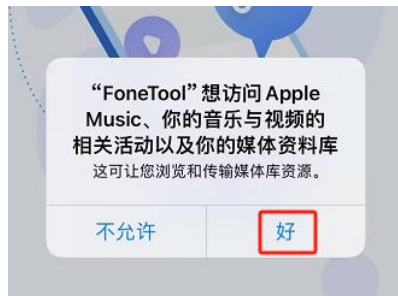 “FoneTool”想访问 Apple
Music、你的音乐与视频的
相关活动以及你的媒体资料库
这可让您浏览和传输媒体库资源。
不允许
好